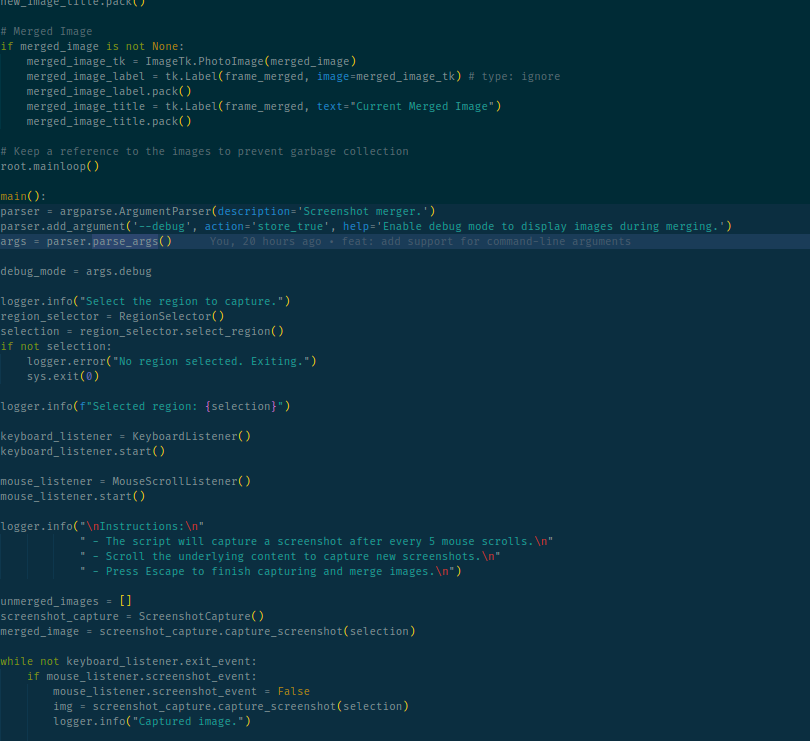 new_image_title.pack()
# Merged Image
if merged_image is not None:
    merged_image_tk = ImageTk.PhotoImage(merged_image)
    merged_image_label = tk.Label(frame_merged, image=merged_image_tk) # type: ignore
    merged_image_label.pack()
    merged_image_title = tk.Label(frame_merged, text="Current Merged Image")
    merged_image_title.pack()
# Keep a reference to the images to prevent garbage collection
root.mainloop()
main():
parser = argparse.ArgumentParser(description='Screenshot merger.')
parser.add_argument('--debug', action='store_true', help='Enable debug mode to display images during merging.')
args = parser.parse_args()      You, 20 hours ago • feat: add support for command-line arguments
debug_mode = args.debug
logger.info("Select the region to capture.")
region_selector = RegionSelector()
selection = region_selector.select_region()
if not selection:
    logger.error("No region selected. Exiting.")
    sys.exit(0)
logger.info(f"Selected region: {selection}")
keyboard_listener = KeyboardListener()
keyboard_listener.start()
mouse_listener = MouseScrollListener()
mouse_listener.start()
logger.info("\nInstructions:\n"
            " - The script will capture a screenshot after every 5 mouse scrolls.\n"
            " - Scroll the underlying content to capture new screenshots.\n"
            " - Press Escape to finish capturing and merge images.\n")
unmerged_images = []
screenshot_capture = ScreenshotCapture()
merged_image = screenshot_capture.capture_screenshot(selection)
while not keyboard_listener.exit_event:
    if mouse_listener.screenshot_event:
        mouse_listener.screenshot_event = False
        img = screenshot_capture.capture_screenshot(selection)
        logger.info("Captured image.")